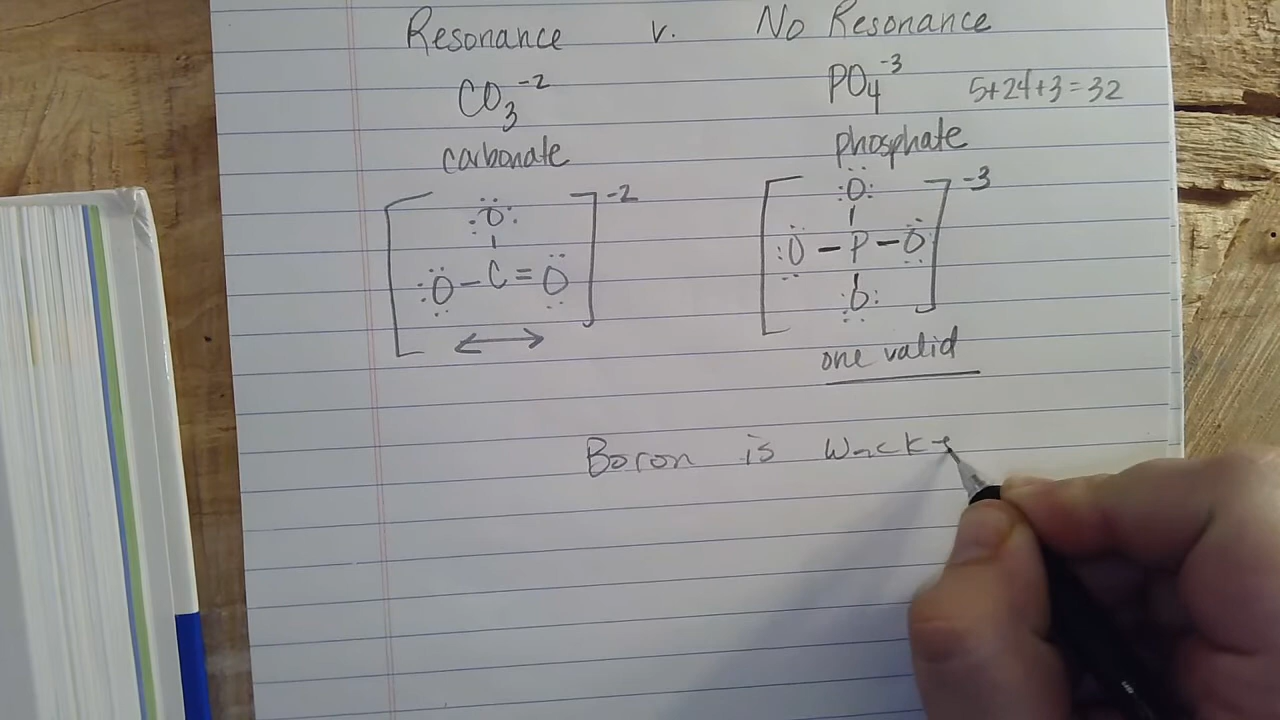 Resonance v. No Resonance
CO₃⁻² PO₄⁻³ 5+24+3=32
carbonate phosphate
[:Ö:]⁻² [:Ö:]⁻³
| |
:Ö–C=Ö :Ö–P–Ö
|
:O:
↔ one valid
Boron is Wacky